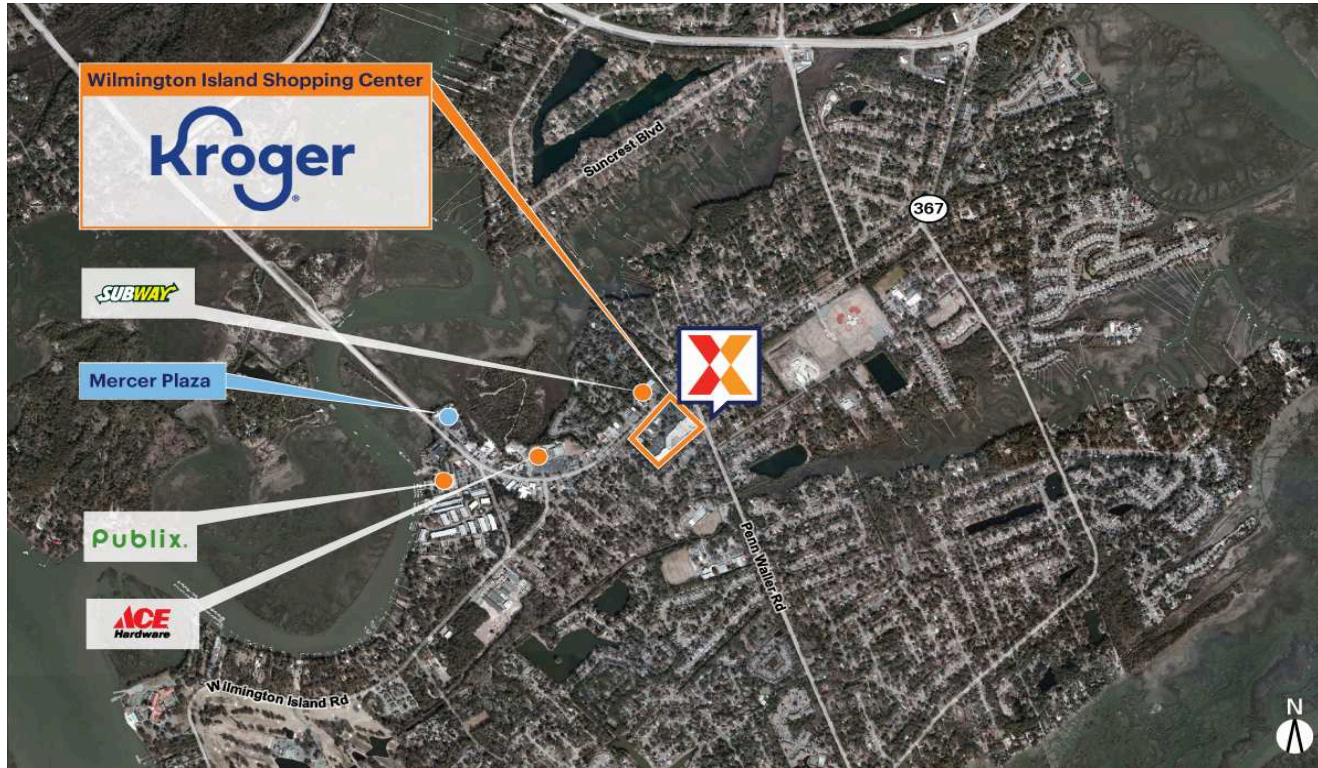 Wilmington Island Shopping Center
Kroger
®
Suncrest Blvd
367
SUBWAY
Mercer Plaza
Publix.
ACE
Hardware
Penn Waller Rd
Wilmington Island Rd
N